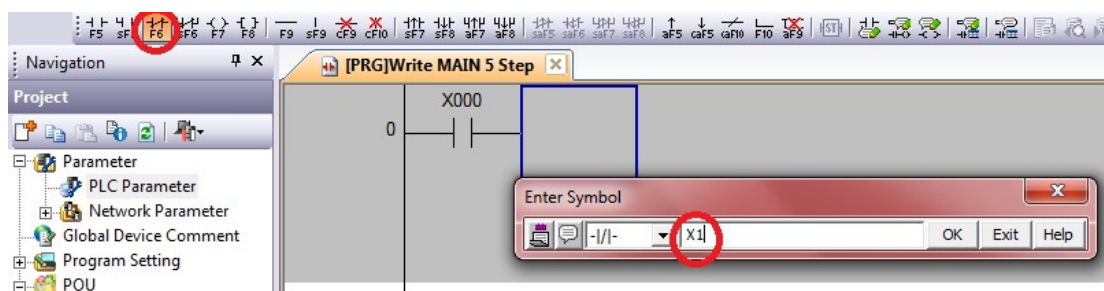 F5 sF5 F6 sF6 F7 F8 F9 sF9 cF9 cF10 sF7 sF8 aF7 aF8 saF5 saF6 saF7 saF8 aF5 caF5 caF10 F10 aF9 ST
Navigation
[PRG]Write MAIN 5 Step
Project
X000
0
Parameter
PLC Parameter
Network Parameter
Global Device Comment
Program Setting
POU
Enter Symbol
-|/|- X1 OK Exit Help